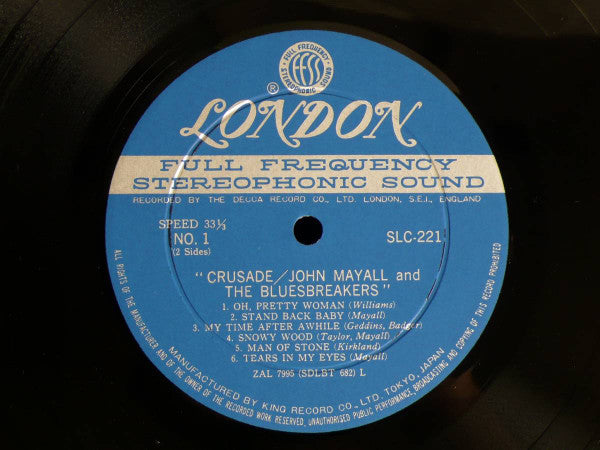 FULL FREQUENCY
ffss
STEREOPHONIC SOUND
®
LONDON
FULL FREQUENCY
STEREOPHONIC SOUND
RECORDED BY THE DECCA RECORD CO., LTD. LONDON, S.E.I., ENGLAND
SPEED 33⅓
NO. 1
(2 Sides)
SLC-221
"CRUSADE/JOHN MAYALL and
THE BLUESBREAKERS"
1. OH, PRETTY WOMAN (Williams)
2. STAND BACK BABY (Mayall)
3. MY TIME AFTER AWHILE (Geddins, Badger)
4. SNOWY WOOD (Taylor, Mayall)
5. MAN OF STONE (Kirkland)
6. TEARS IN MY EYES (Mayall)
ZAL 7995 (SDLBT 682) L
MANUFACTURED BY KING RECORD CO., LTD. TOKYO, JAPAN
ALL RIGHTS OF THE MANUFACTURER AND OF THE OWNER OF THE RECORDED WORK RESERVED. UNAUTHORISED PUBLIC PERFORMANCE, BROADCASTING AND COPYING OF THIS RECORD PROHIBITED